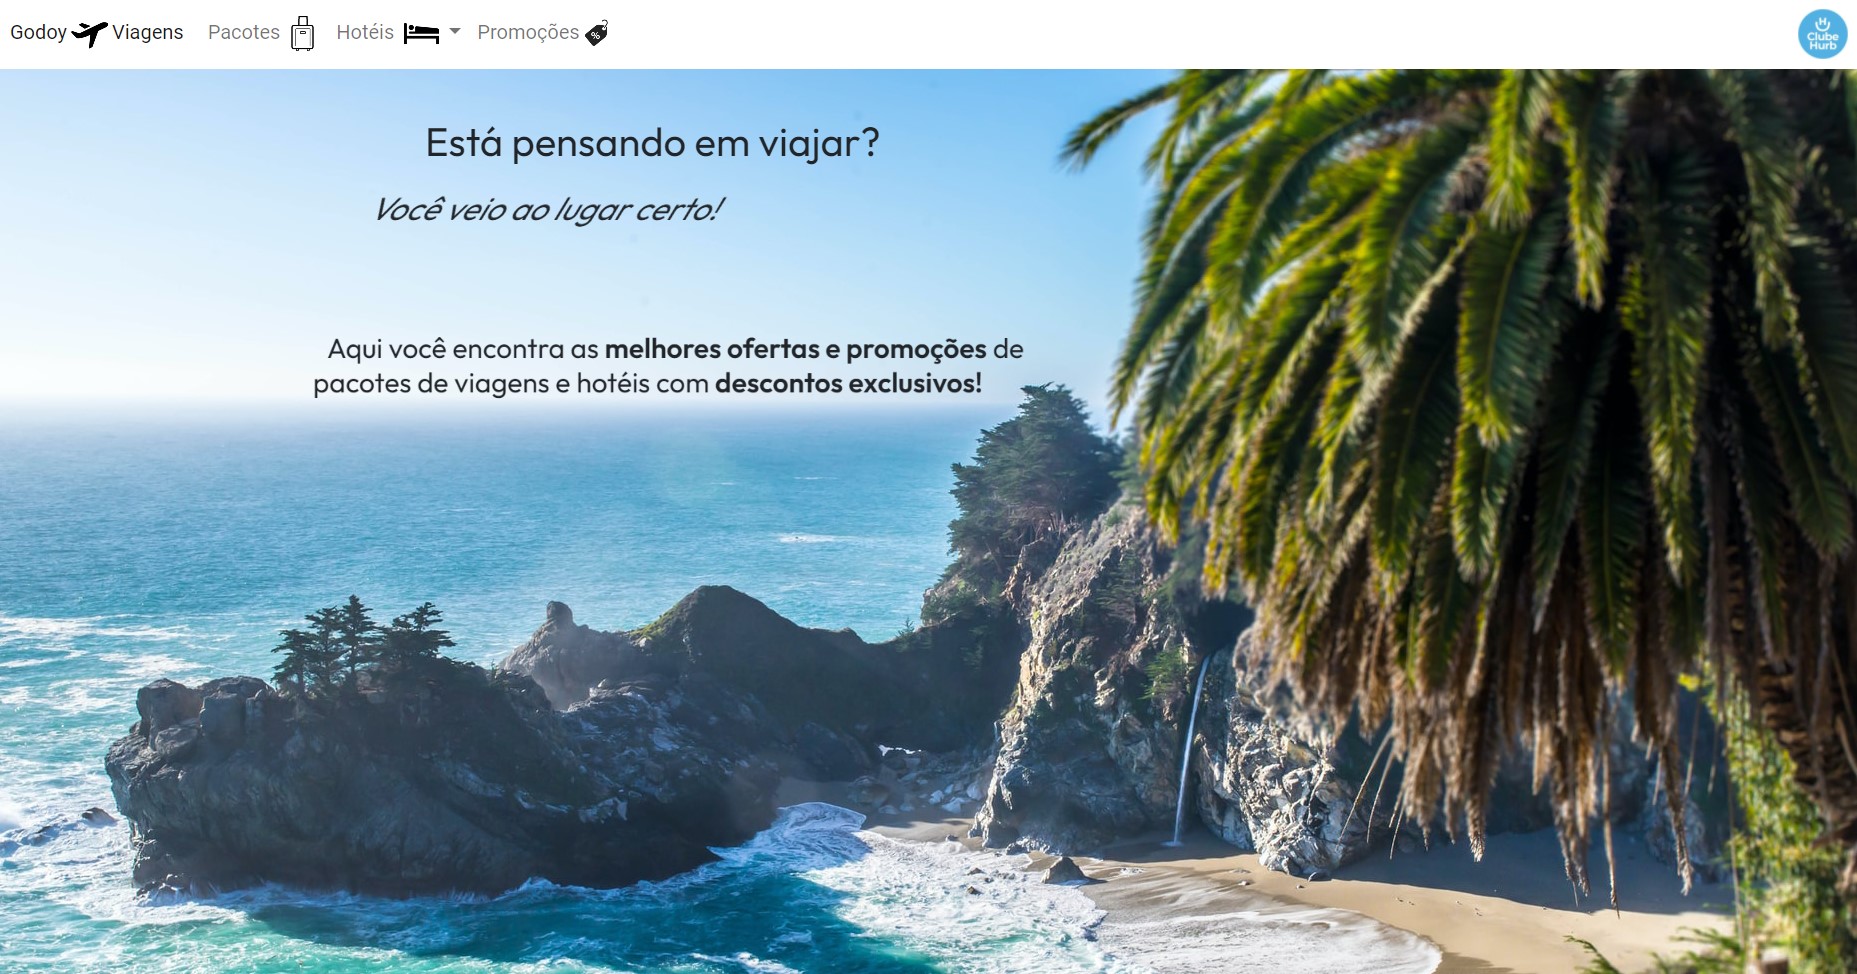 Godoy Viagens Pacotes Hotéis Promoções %
H
Clube
Hurb
Está pensando em viajar?
Você veio ao lugar certo!
Aqui você encontra as melhores ofertas e promoções de
pacotes de viagens e hotéis com descontos exclusivos!